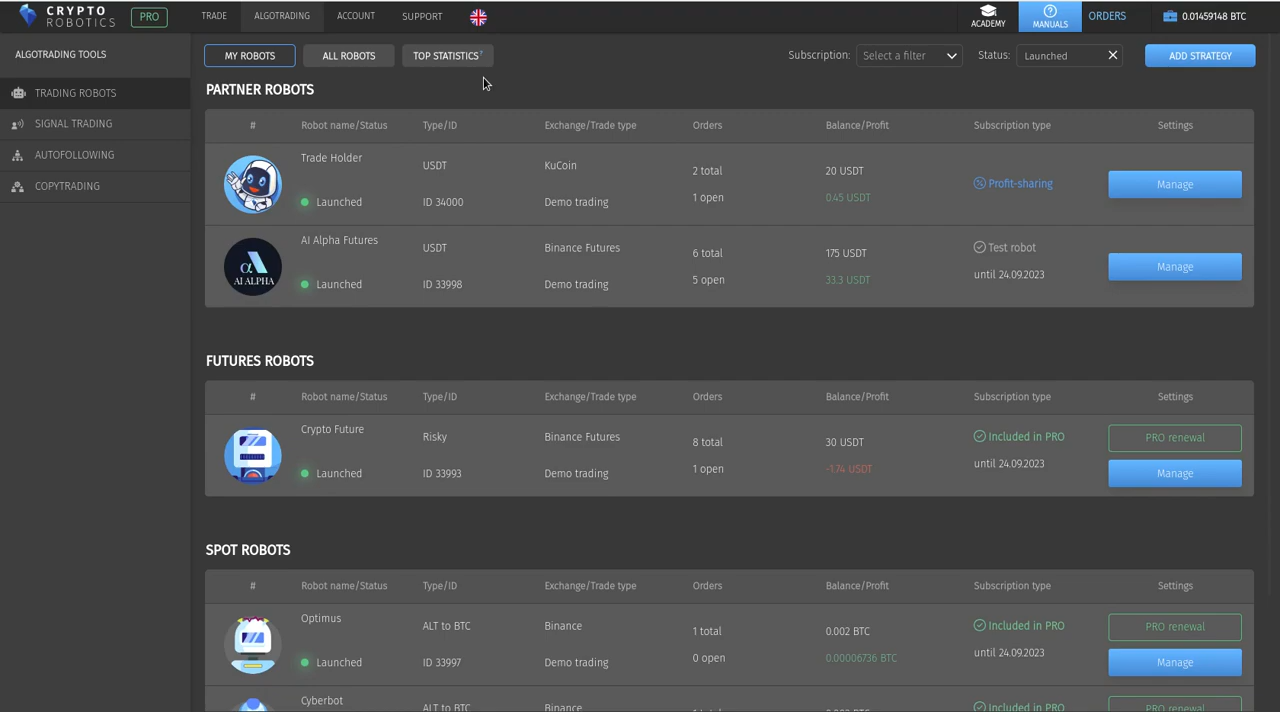 CRYPTO ROBOTICS PRO TRADE ALGOTRADING ACCOUNT SUPPORT ACADEMY MANUALS ORDERS 0.01459148 BTC
ALGOTRADING TOOLS
TRADING ROBOTS
SIGNAL TRADING
AUTOFOLLOWING
COPYTRADING
MY ROBOTS ALL ROBOTS TOP STATISTICS? Subscription: Select a filter Status: Launched ADD STRATEGY
PARTNER ROBOTS
# Robot name/Status Type/ID Exchange/Trade type Orders Balance/Profit Subscription type Settings
Trade Holder USDT KuCoin 2 total 20 USDT Profit-sharing Manage
Launched ID 34000 Demo trading 1 open 0.45 USDT
AI Alpha Futures USDT Binance Futures 6 total 175 USDT Test robot Manage
αA
AI ALPHA
Launched ID 33998 Demo trading 5 open 33.3 USDT until 24.09.2023
FUTURES ROBOTS
# Robot name/Status Type/ID Exchange/Trade type Orders Balance/Profit Subscription type Settings
Crypto Future Risky Binance Futures 8 total 30 USDT Included in PRO PRO renewal
Launched ID 33993 Demo trading 1 open -1.74 USDT until 24.09.2023 Manage
SPOT ROBOTS
# Robot name/Status Type/ID Exchange/Trade type Orders Balance/Profit Subscription type Settings
Optimus ALT to BTC Binance 1 total 0.002 BTC Included in PRO PRO renewal
Launched ID 33997 Demo trading 0 open 0.00006736 BTC until 24.09.2023 Manage
Cyberbot ALT to BTC Binance Included in PRO PRO renewal